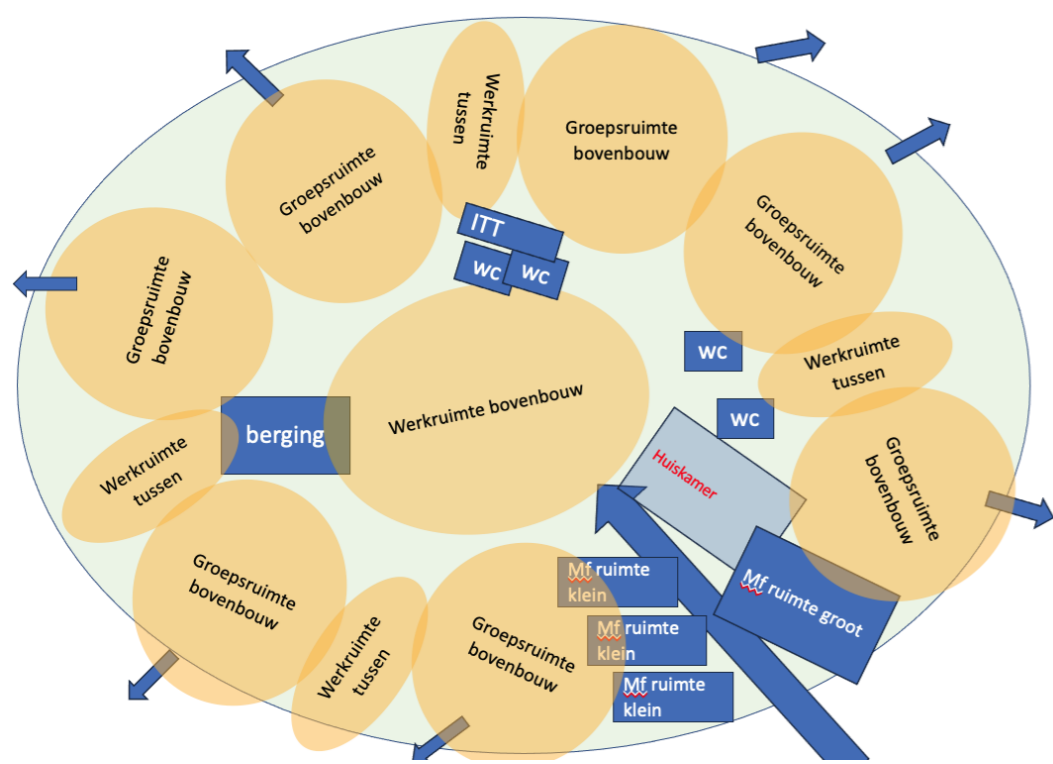 Werkruimte
tussen
Groepsruimte
bovenbouw
Groepsruimte
bovenbouw
Groepsruimte
bovenbouw
ITT
WC
WC
Groepsruimte
bovenbouw
WC
Werkruimte
tussen
Werkruimte bovenbouw
WC
berging
Werkruimte
tussen
Huiskamer
Groepsruimte
bovenbouw
Groepsruimte
bovenbouw
Mf ruimte
klein
Mf ruimte groot
Werkruimte
tussen
Groepsruimte
bovenbouw
Mf ruimte
klein
Mf ruimte
klein